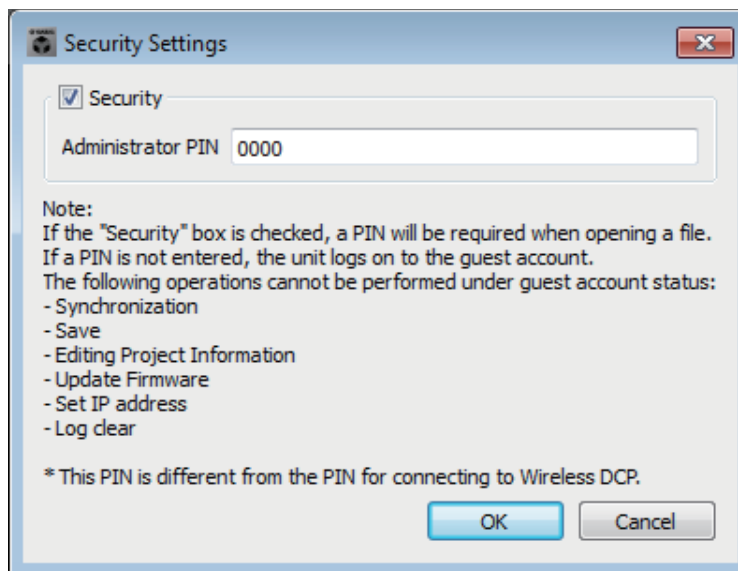 Security Settings
Security
Administrator PIN 0000
Note:
If the "Security" box is checked, a PIN will be required when opening a file.
If a PIN is not entered, the unit logs on to the guest account.
The following operations cannot be performed under guest account status:
- Synchronization
- Save
- Editing Project Information
- Update Firmware
- Set IP address
- Log clear
* This PIN is different from the PIN for connecting to Wireless DCP.
OK Cancel